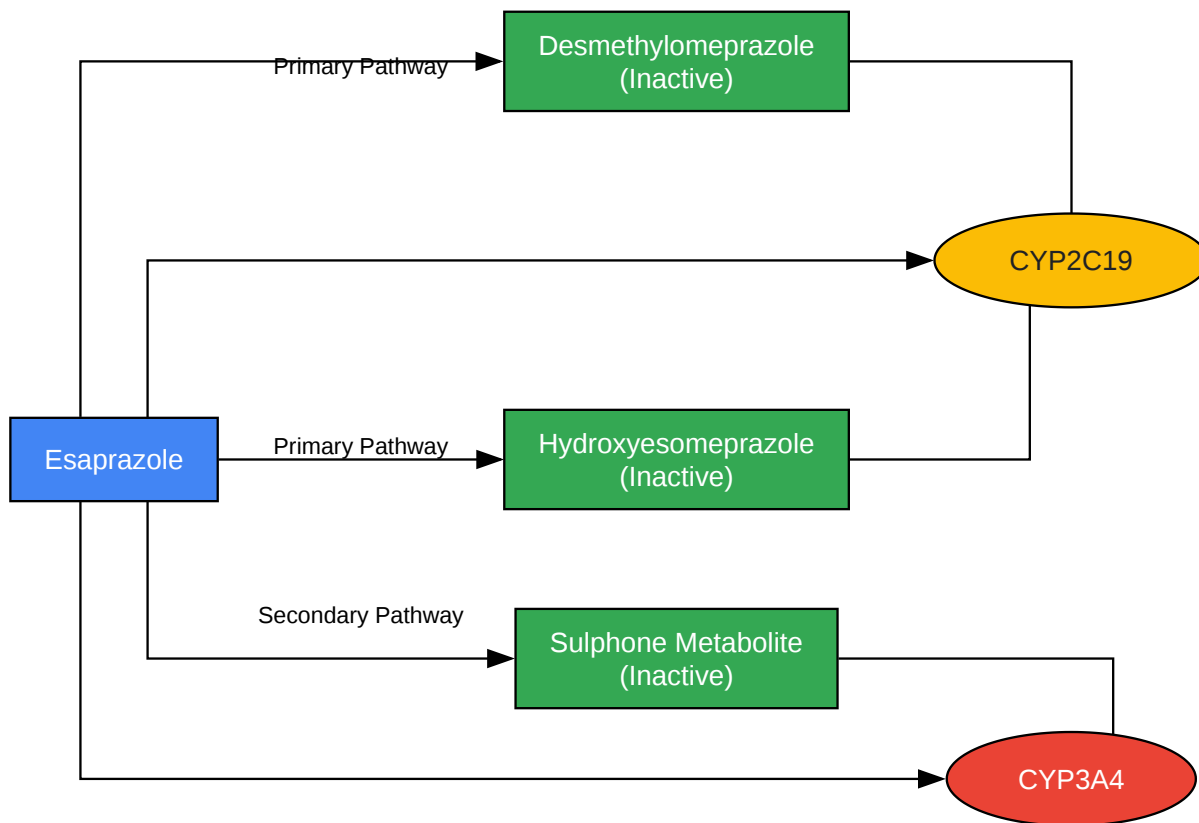 Desmethylomeprazole
(Inactive)
Primary Pathway
CYP2C19
Esaprazole
Primary Pathway
Hydroxyesomeprazole
(Inactive)
Secondary Pathway
Sulphone Metabolite
(Inactive)
CYP3A4